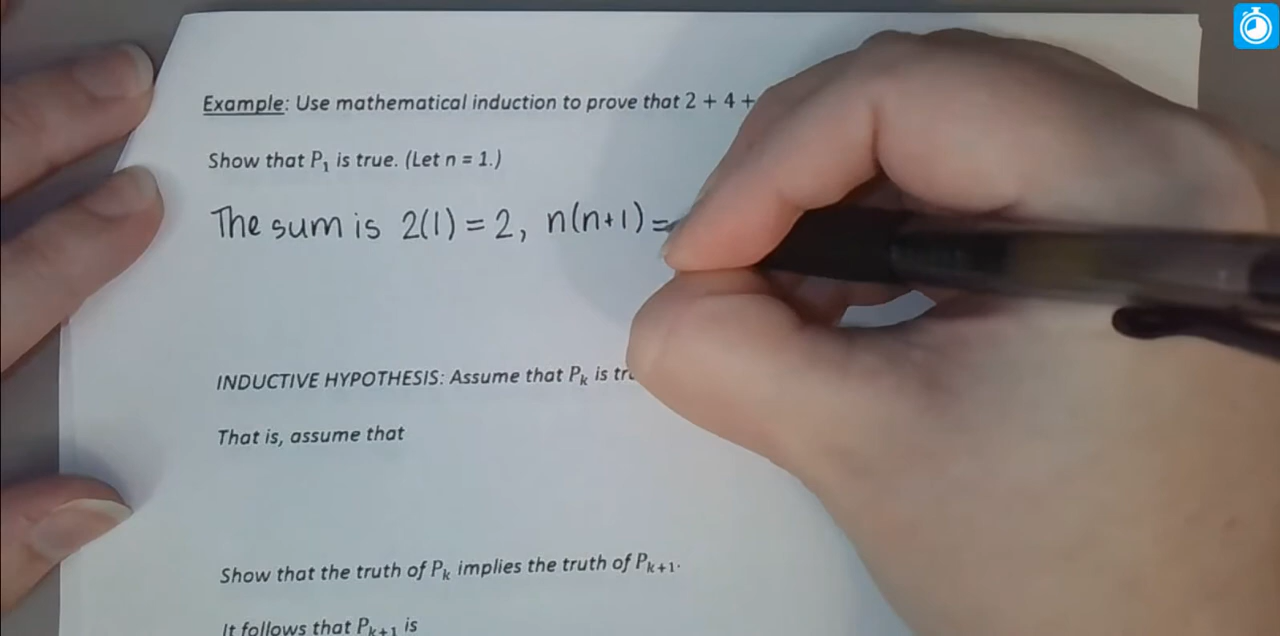 Example: Use mathematical induction to prove that 2 + 4 +
Show that P₁ is true. (Let n = 1.)
The sum is 2(1) = 2, n(n+1) =
INDUCTIVE HYPOTHESIS: Assume that Pₖ is
That is, assume that
Show that the truth of Pₖ implies the truth of Pₖ₊₁.
It follows that Pₖ₊₁ is